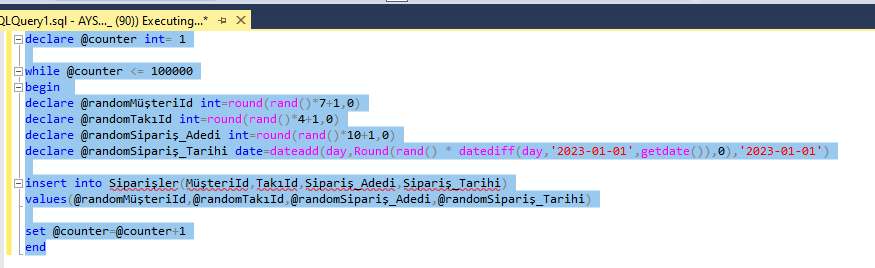 QLQuery1.sql - AYS..._ (90)) Executing...*
declare @counter int= 1
while @counter <= 100000
begin
declare @randomMüşteriId int=round(rand()*7+1,0)
declare @randomTakıId int=round(rand()*4+1,0)
declare @randomSipariş_Adedi int=round(rand()*10+1,0)
declare @randomSipariş_Tarihi date=dateadd(day,Round(rand() * datediff(day,'2023-01-01',getdate()),0),'2023-01-01')
insert into Siparişler(MüşteriId,TakıId,Sipariş_Adedi,Sipariş_Tarihi)
values(@randomMüşteriId,@randomTakıId,@randomSipariş_Adedi,@randomSipariş_Tarihi)
set @counter=@counter+1
end